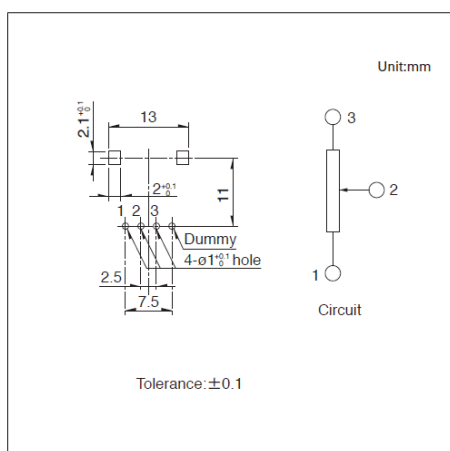 Unit:mm
13
3
2.1+0.1 0
2+0.1 0
11
2
1 2 3
Dummy
4-ø1+0.1 0 hole
2.5
1
7.5
Circuit
Tolerance:±0.1